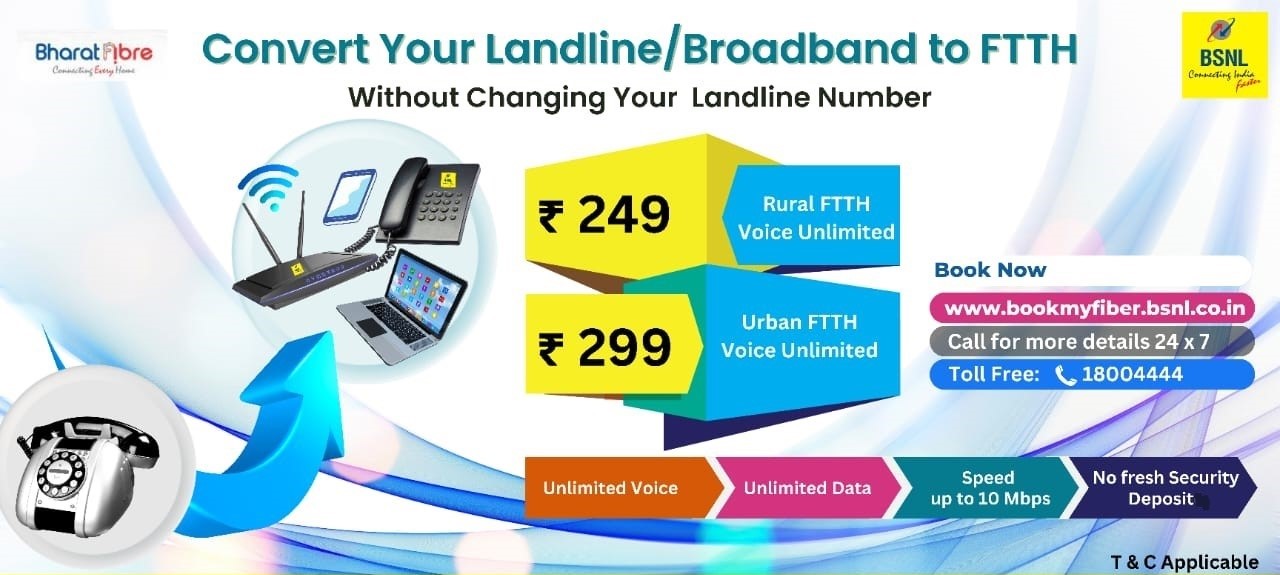 Bharat Fibre
Connecting Every Home
Convert Your Landline/Broadband to FTTH
Without Changing Your Landline Number
BSNL
Connecting India
Faster
BSNL
₹ 249
Rural FTTH
Voice Unlimited
₹ 299
Urban FTTH
Voice Unlimited
Book Now
www.bookmyfiber.bsnl.co.in
Call for more details 24 x 7
Toll Free: 18004444
Unlimited Voice
Unlimited Data
Speed
up to 10 Mbps
No fresh Security
Deposit
T & C Applicable